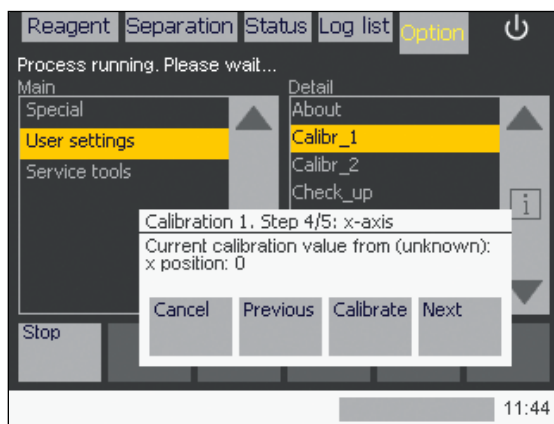 Reagent Separation Status Log list Option
Process running. Please wait...
Main Detail
Special About
User settings Calibr_1
Service tools Calibr_2
Check_up
i
Calibration 1. Step 4/5: x-axis
Current calibration value from (unknown):
x position: 0
Cancel Previous Calibrate Next
Stop
11:44